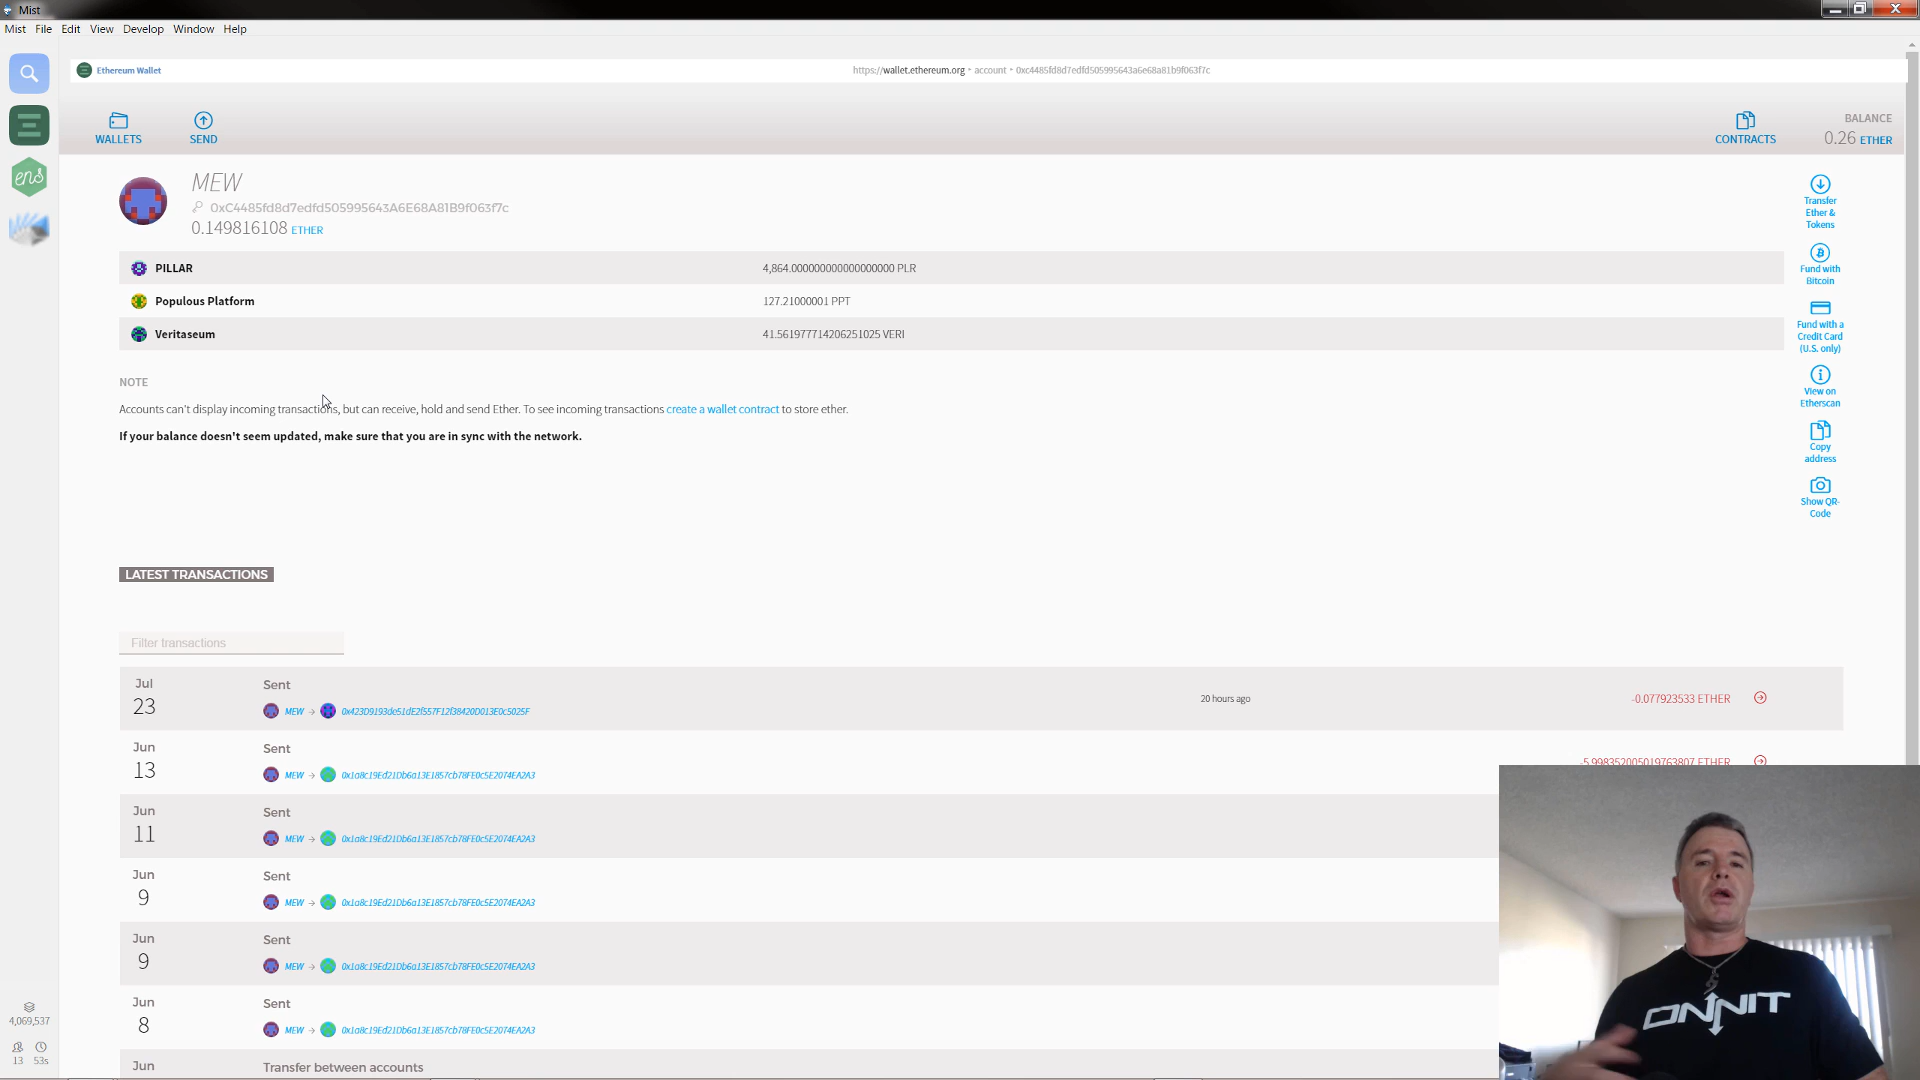 Mist
Mist File Edit View Develop Window Help
Ethereum Wallet
https://wallet.ethereum.org • account • 0xc4485fd8d7edfd505995643a6e68a81b9f063f7c
WALLETS
SEND
CONTRACTS
BALANCE
0.26 ETHER
MEW
0xC4485fd8d7edfd505995643A6E68A81B9f063f7c
0.149816108 ETHER
PILLAR 4,864.000000000000000000 PLR
Populous Platform 127.21000001 PPT
Veritaseum 41.561977714206251025 VERI
Transfer
Ether &
Tokens
Fund with
Bitcoin
Fund with a
Credit Card
(U.S. only)
View on
Etherscan
Copy
address
Show QR-
Code
NOTE
Accounts can't display incoming transactions, but can receive, hold and send Ether. To see incoming transactions create a wallet contract to store ether.
If your balance doesn't seem updated, make sure that you are in sync with the network.
LATEST TRANSACTIONS
Filter transactions
Jul
23
Sent
MEW → 0x423D9193de51dE2f557F12f38420D013E0c5025F
20 hours ago
-0.077923533 ETHER
Jun
13
Sent
MEW → 0x1a8c19Ed21Db6a13E1857cb78FE0c5E2074EA2A3
-5.998352005019763807 ETHER
Jun
11
Sent
MEW → 0x1a8c19Ed21Db6a13E1857cb78FE0c5E2074EA2A3
Jun
9
Sent
MEW → 0x1a8c19Ed21Db6a13E1857cb78FE0c5E2074EA2A3
Jun
9
Sent
MEW → 0x1a8c19Ed21Db6a13E1857cb78FE0c5E2074EA2A3
Jun
8
Sent
MEW → 0x1a8c19Ed21Db6a13E1857cb78FE0c5E2074EA2A3
Jun
Transfer between accounts
ens
4,069,537
13 53s
ONNIT